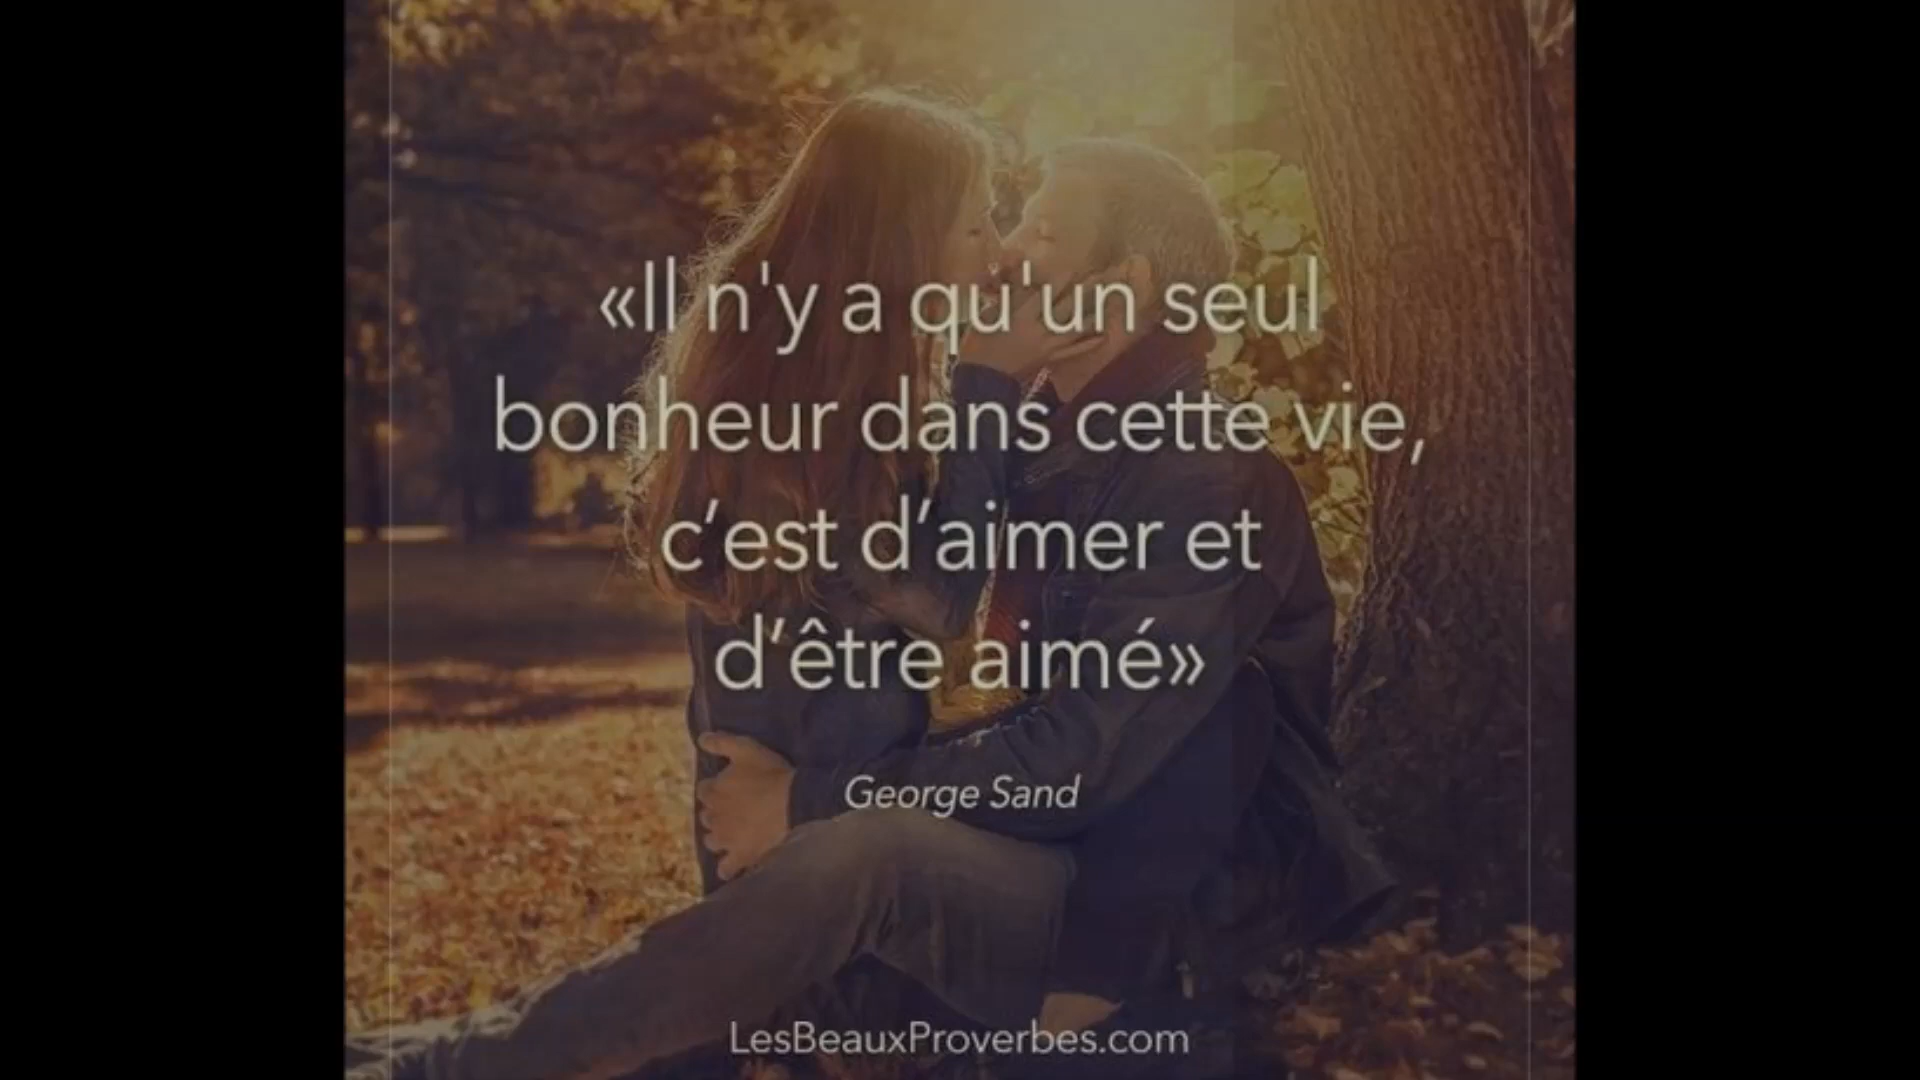 «Il n'y a qu'un seul
bonheur dans cette vie,
c’est d’aimer et
d’être aimé»
George Sand
LesBeauxProverbes.com